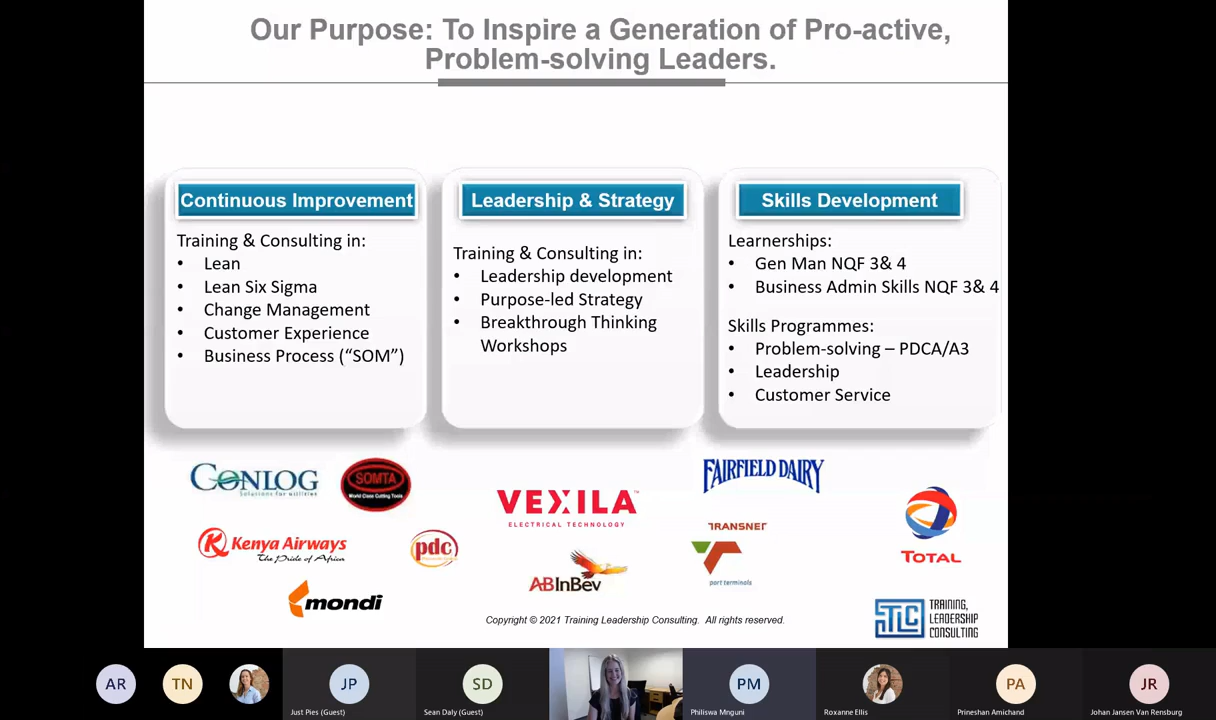 Our Purpose: To Inspire a Generation of Pro-active,
Problem-solving Leaders.
Continuous Improvement
Training & Consulting in:
• Lean
• Lean Six Sigma
• Change Management
• Customer Experience
• Business Process (“SOM”)
Leadership & Strategy
Training & Consulting in:
• Leadership development
• Purpose-led Strategy
• Breakthrough Thinking
Workshops
Skills Development
Learnerships:
• Gen Man NQF 3& 4
• Business Admin Skills NQF 3& 4
Skills Programmes:
• Problem-solving – PDCA/A3
• Leadership
• Customer Service
CONLOG
Solutions for utilities
SOMTA
World Class Cutting Tools
Kenya Airways
The Pride of Africa
pdc
mondi
VEXILA™
ELECTRICAL TECHNOLOGY
ABInBev
FAIRFIELD DAIRY
TRANSNET
port terminals
TOTAL
TLC
TRAINING,
LEADERSHIP
CONSULTING
Copyright © 2021 Training Leadership Consulting. All rights reserved.
AR
TN
JP
Just Pies (Guest)
SD
Sean Daly (Guest)
PM
Philiswa Mnguni
Roxanne Ellis
PA
Prineshan Amichand
JR
Johan Jansen Van Rensburg